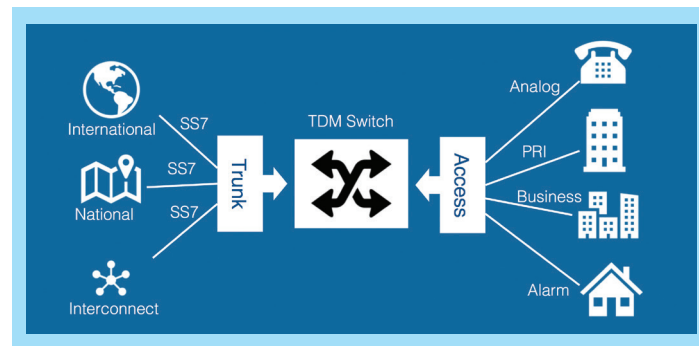 International
National
Interconnect
SS7
SS7
SS7
Trunk
TDM Switch
Access
Analog
PRI
Business
Alarm